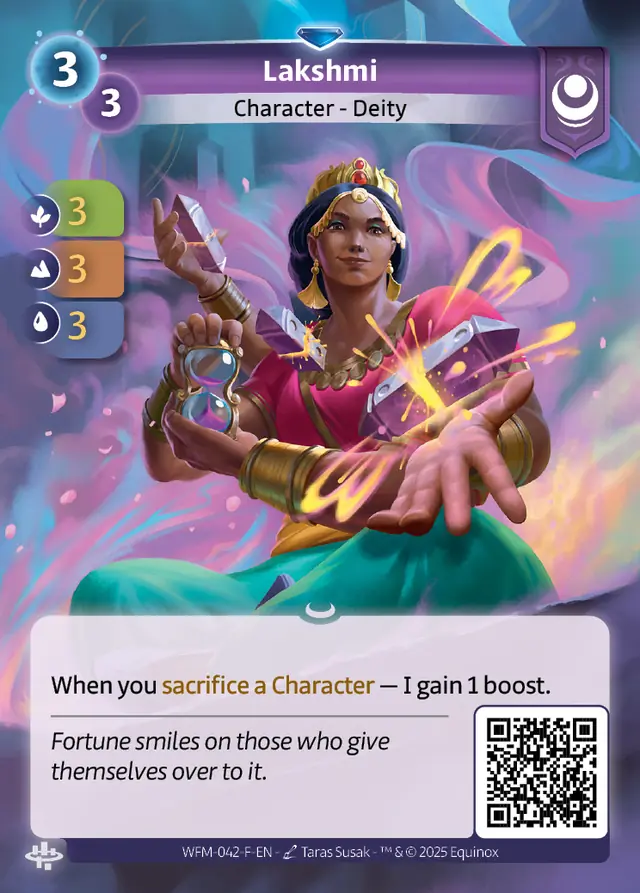 3
Lakshmi
3
Character - Deity
3
3
3
When you sacrifice a Character — I gain 1 boost.
Fortune smiles on those who give
themselves over to it.
WFM-042-F-EN - Taras Susak - ™ & © 2025 Equinox